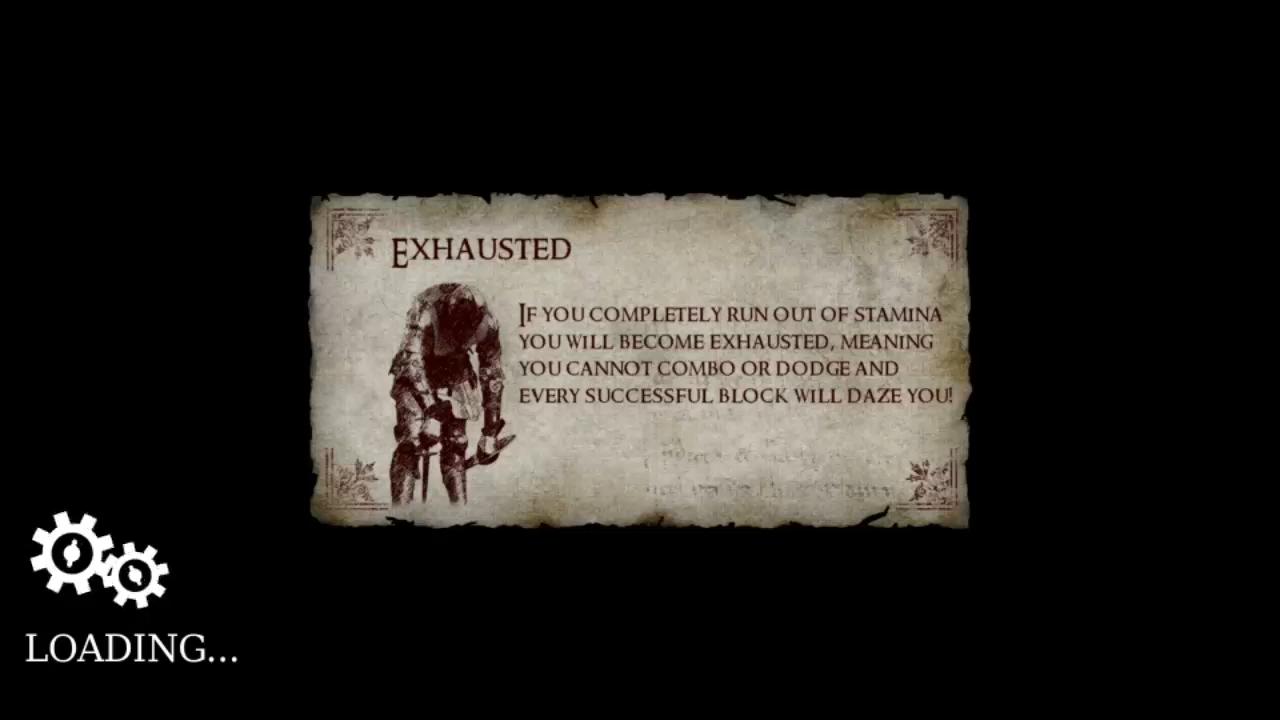 EXHAUSTED
IF YOU COMPLETELY RUN OUT OF STAMINA
YOU WILL BECOME EXHAUSTED, MEANING
YOU CANNOT COMBO OR DODGE AND
EVERY SUCCESSFUL BLOCK WILL DAZE YOU!
LOADING...